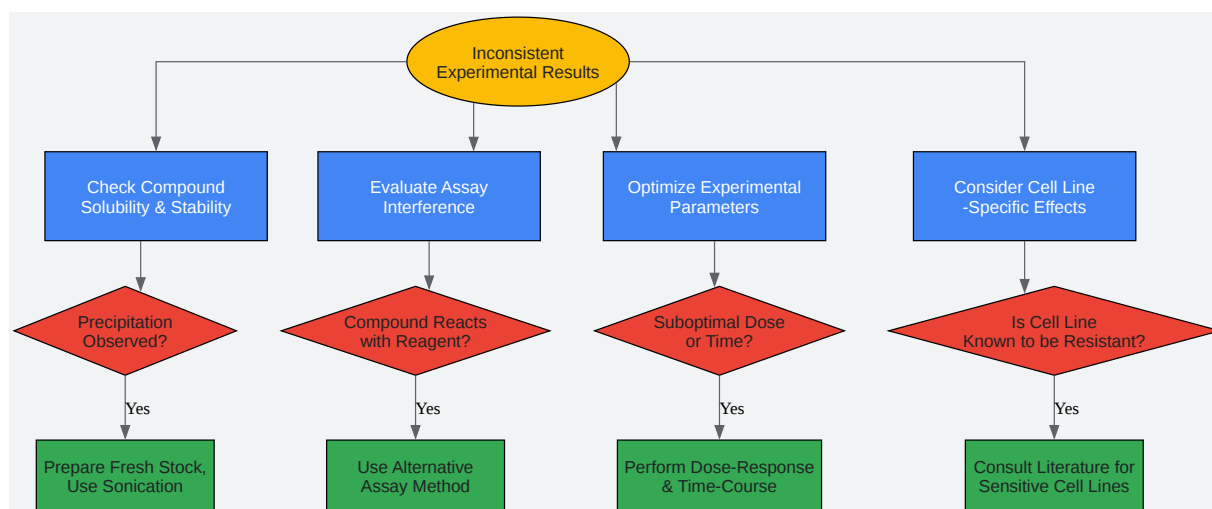 Inconsistent
Experimental Results
Check Compound
Solubility & Stability
Evaluate Assay
Interference
Optimize Experimental
Parameters
Consider Cell Line
-Specific Effects
Precipitation
Observed?
Compound Reacts
with Reagent?
Suboptimal Dose
or Time?
Is Cell Line
Known to be Resistant?
Yes
Yes
Yes
Yes
Prepare Fresh Stock,
Use Sonication
Use Alternative
Assay Method
Perform Dose-Response
& Time-Course
Consult Literature for
Sensitive Cell Lines